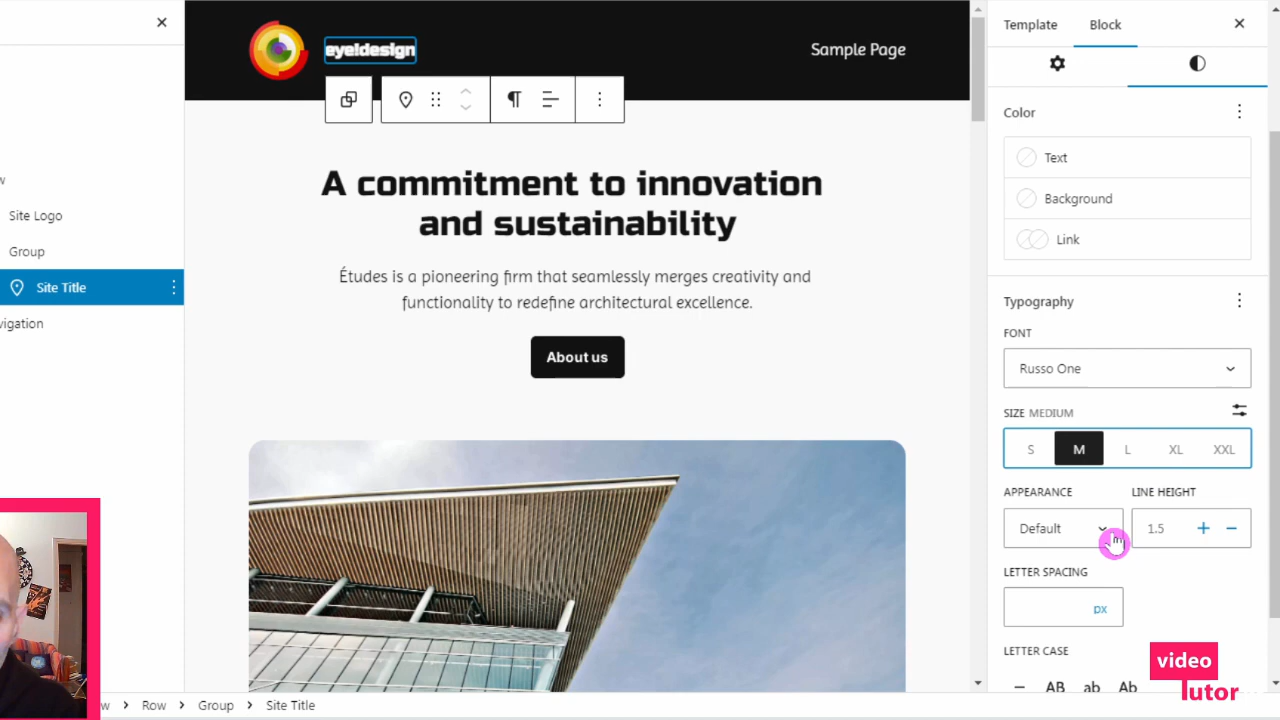 eye!design
Sample Page
Template
Block
w
Site Logo
Group
Site Title
vigation
A commitment to innovation
and sustainability
Études is a pioneering firm that seamlessly merges creativity and
functionality to redefine architectural excellence.
About us
Color
Text
Background
Link
Typography
FONT
Russo One
SIZE MEDIUM
S M L XL XXL
APPEARANCE
LINE HEIGHT
Default
1.5
LETTER SPACING
px
LETTER CASE
— AB ab Ab
video
tutor
w > Row > Group > Site Title